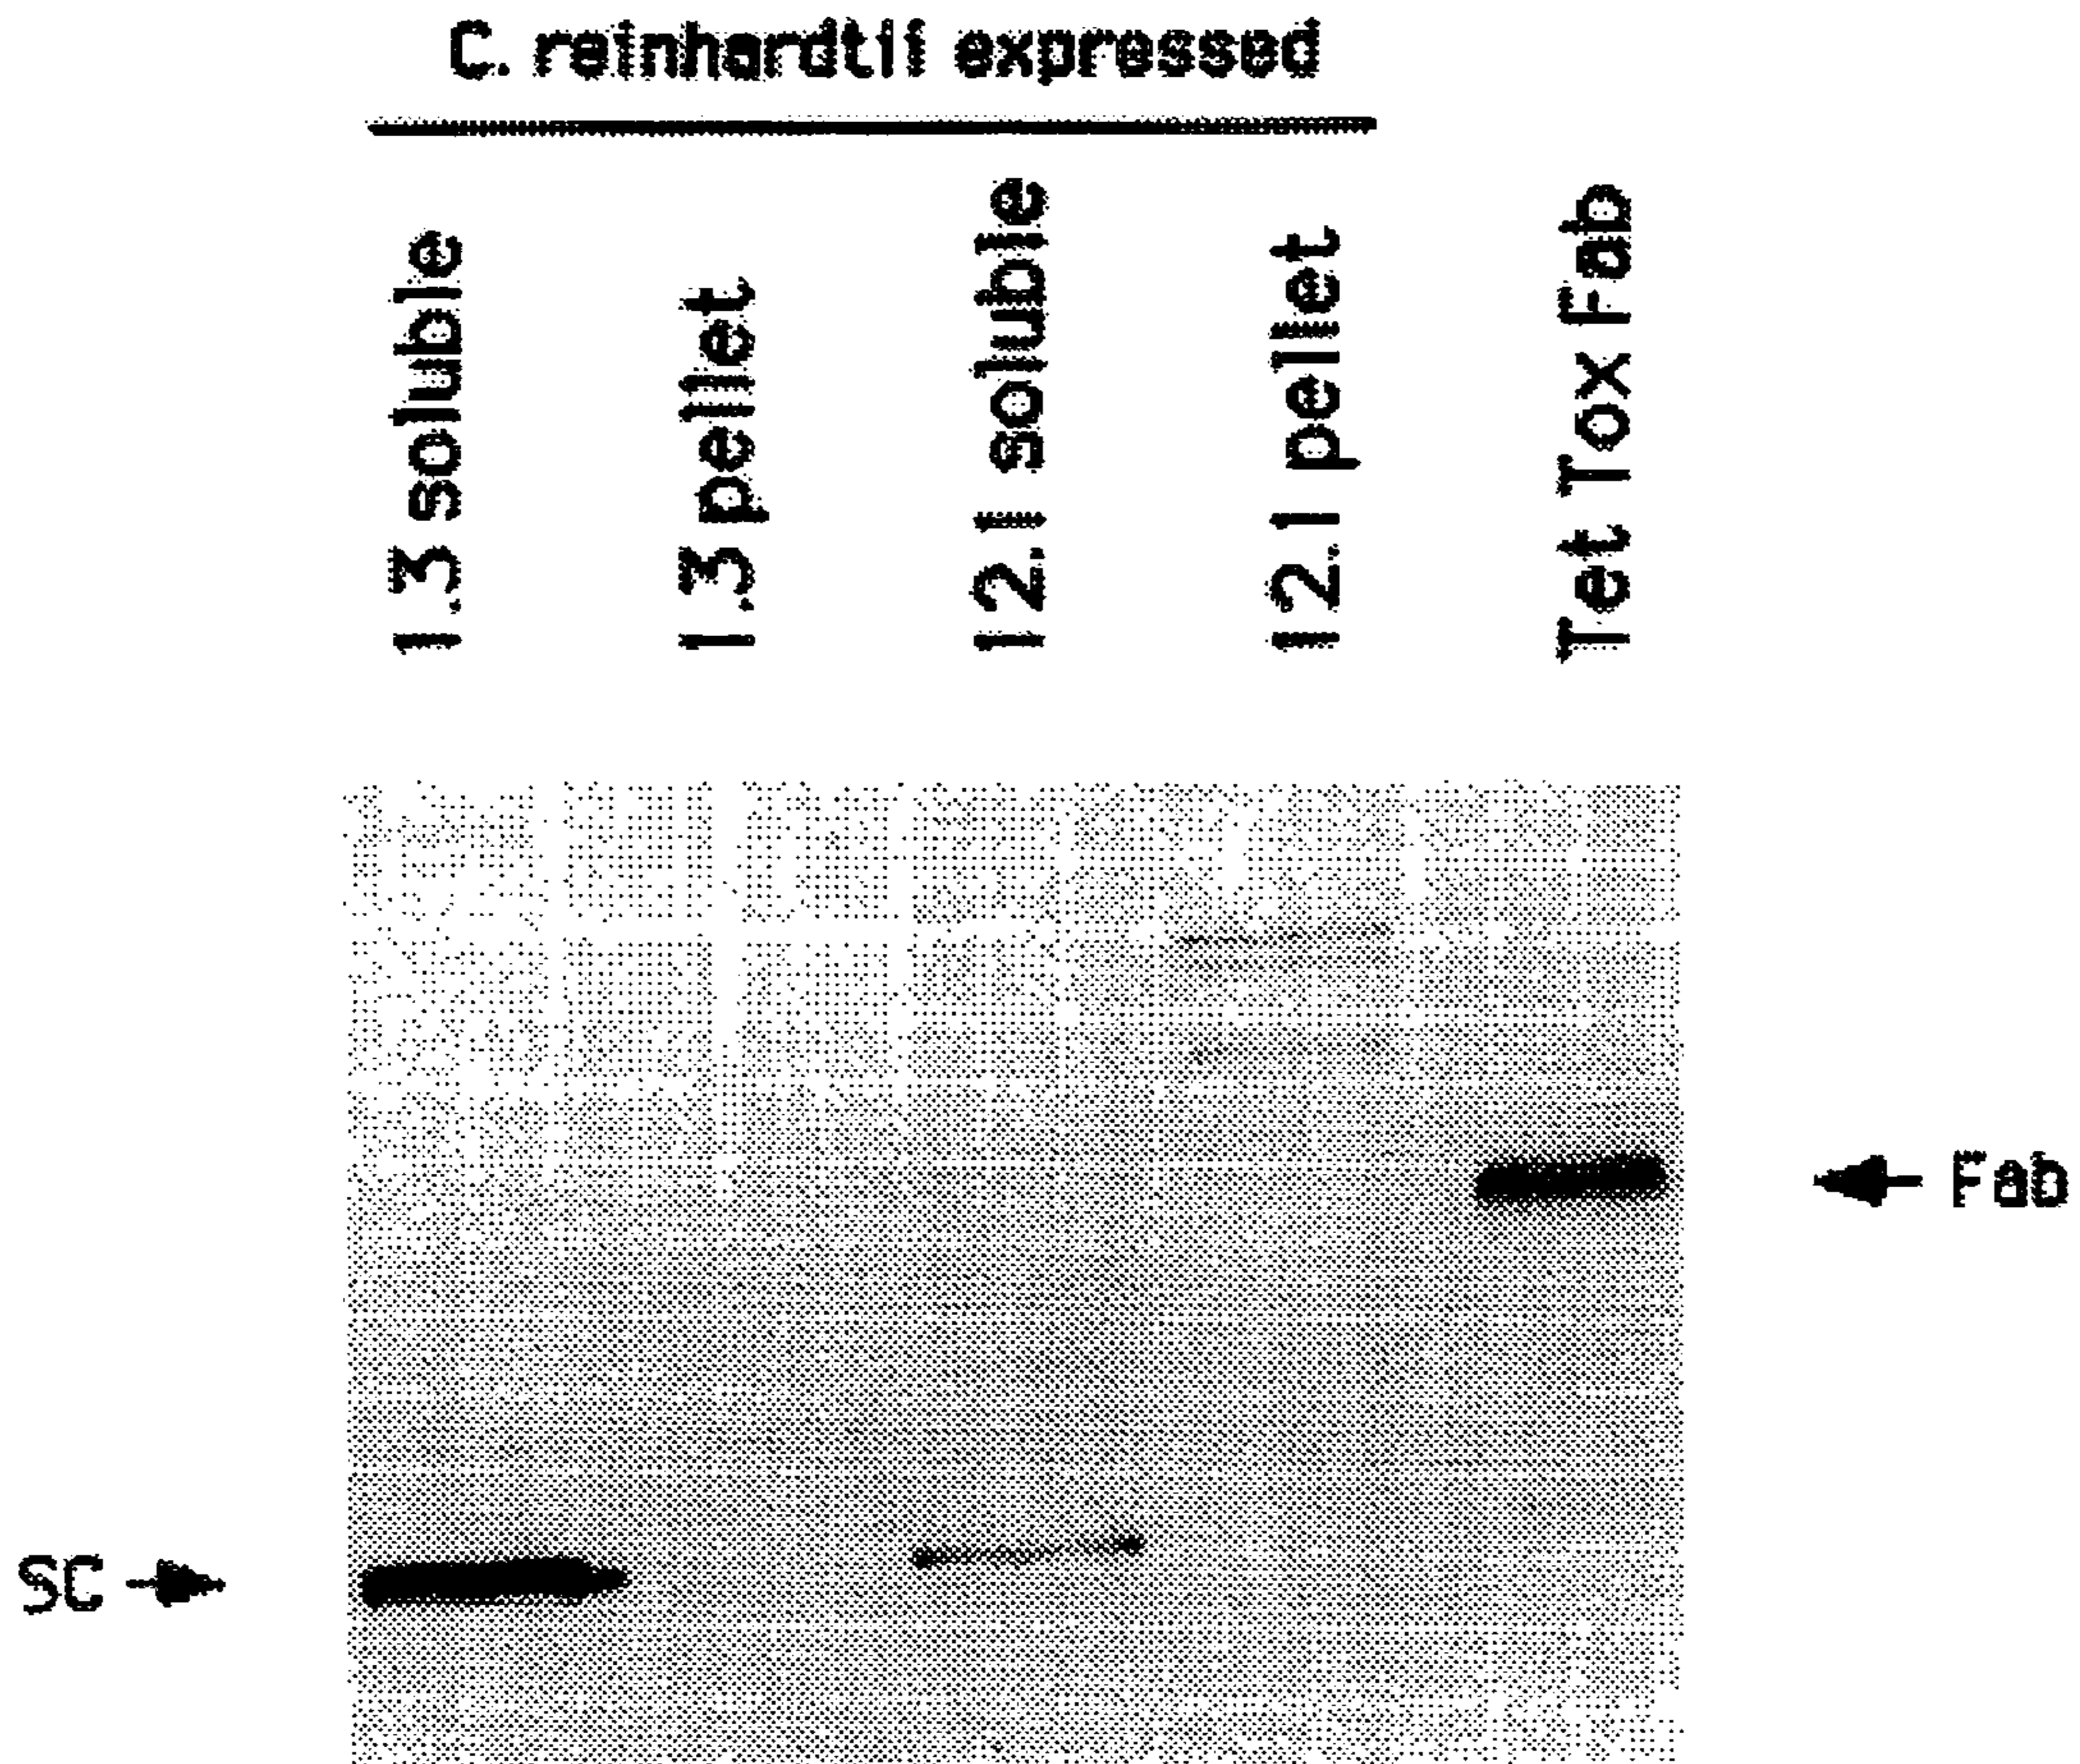 C. reinhardtii expressed
1.3 soluble
1.3 pellet
12.1 soluble
12.1 pellet
Tet Tox Fab
Fab
SC